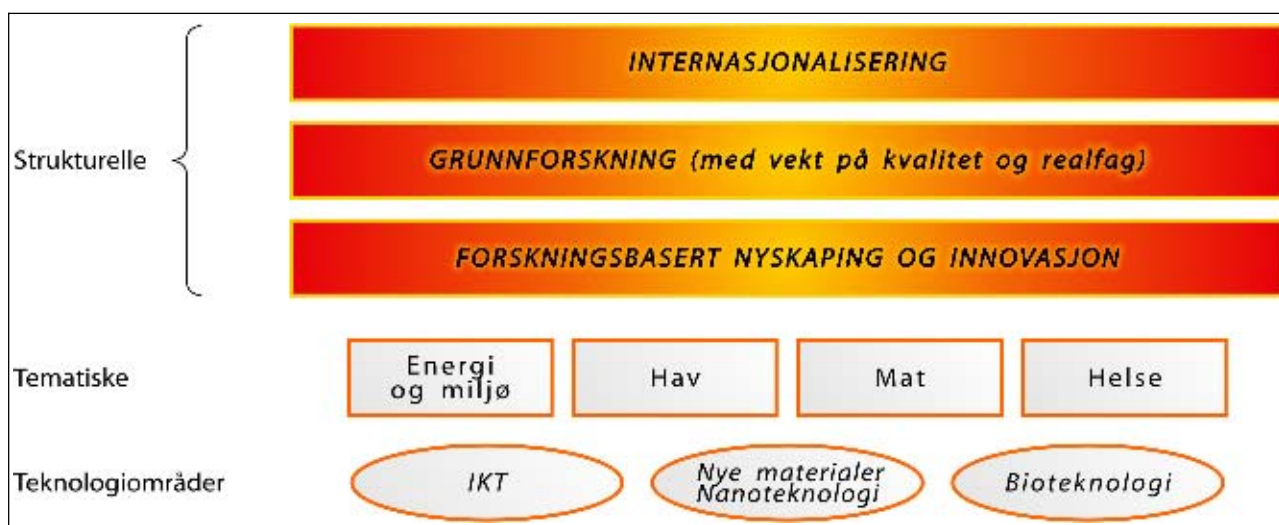 INTERNASJONALISERING
Strukturelle
GRUNNFORSKNING (med vekt på kvalitet og realfag)
FORSKNINGSBASERT NYSKAPING OG INNOVASJON
Tematiske
Energi
og miljø
Hav
Mat
Helse
Teknologiområder
IKT
Nye materialer
Nanoteknologi
Bioteknologi